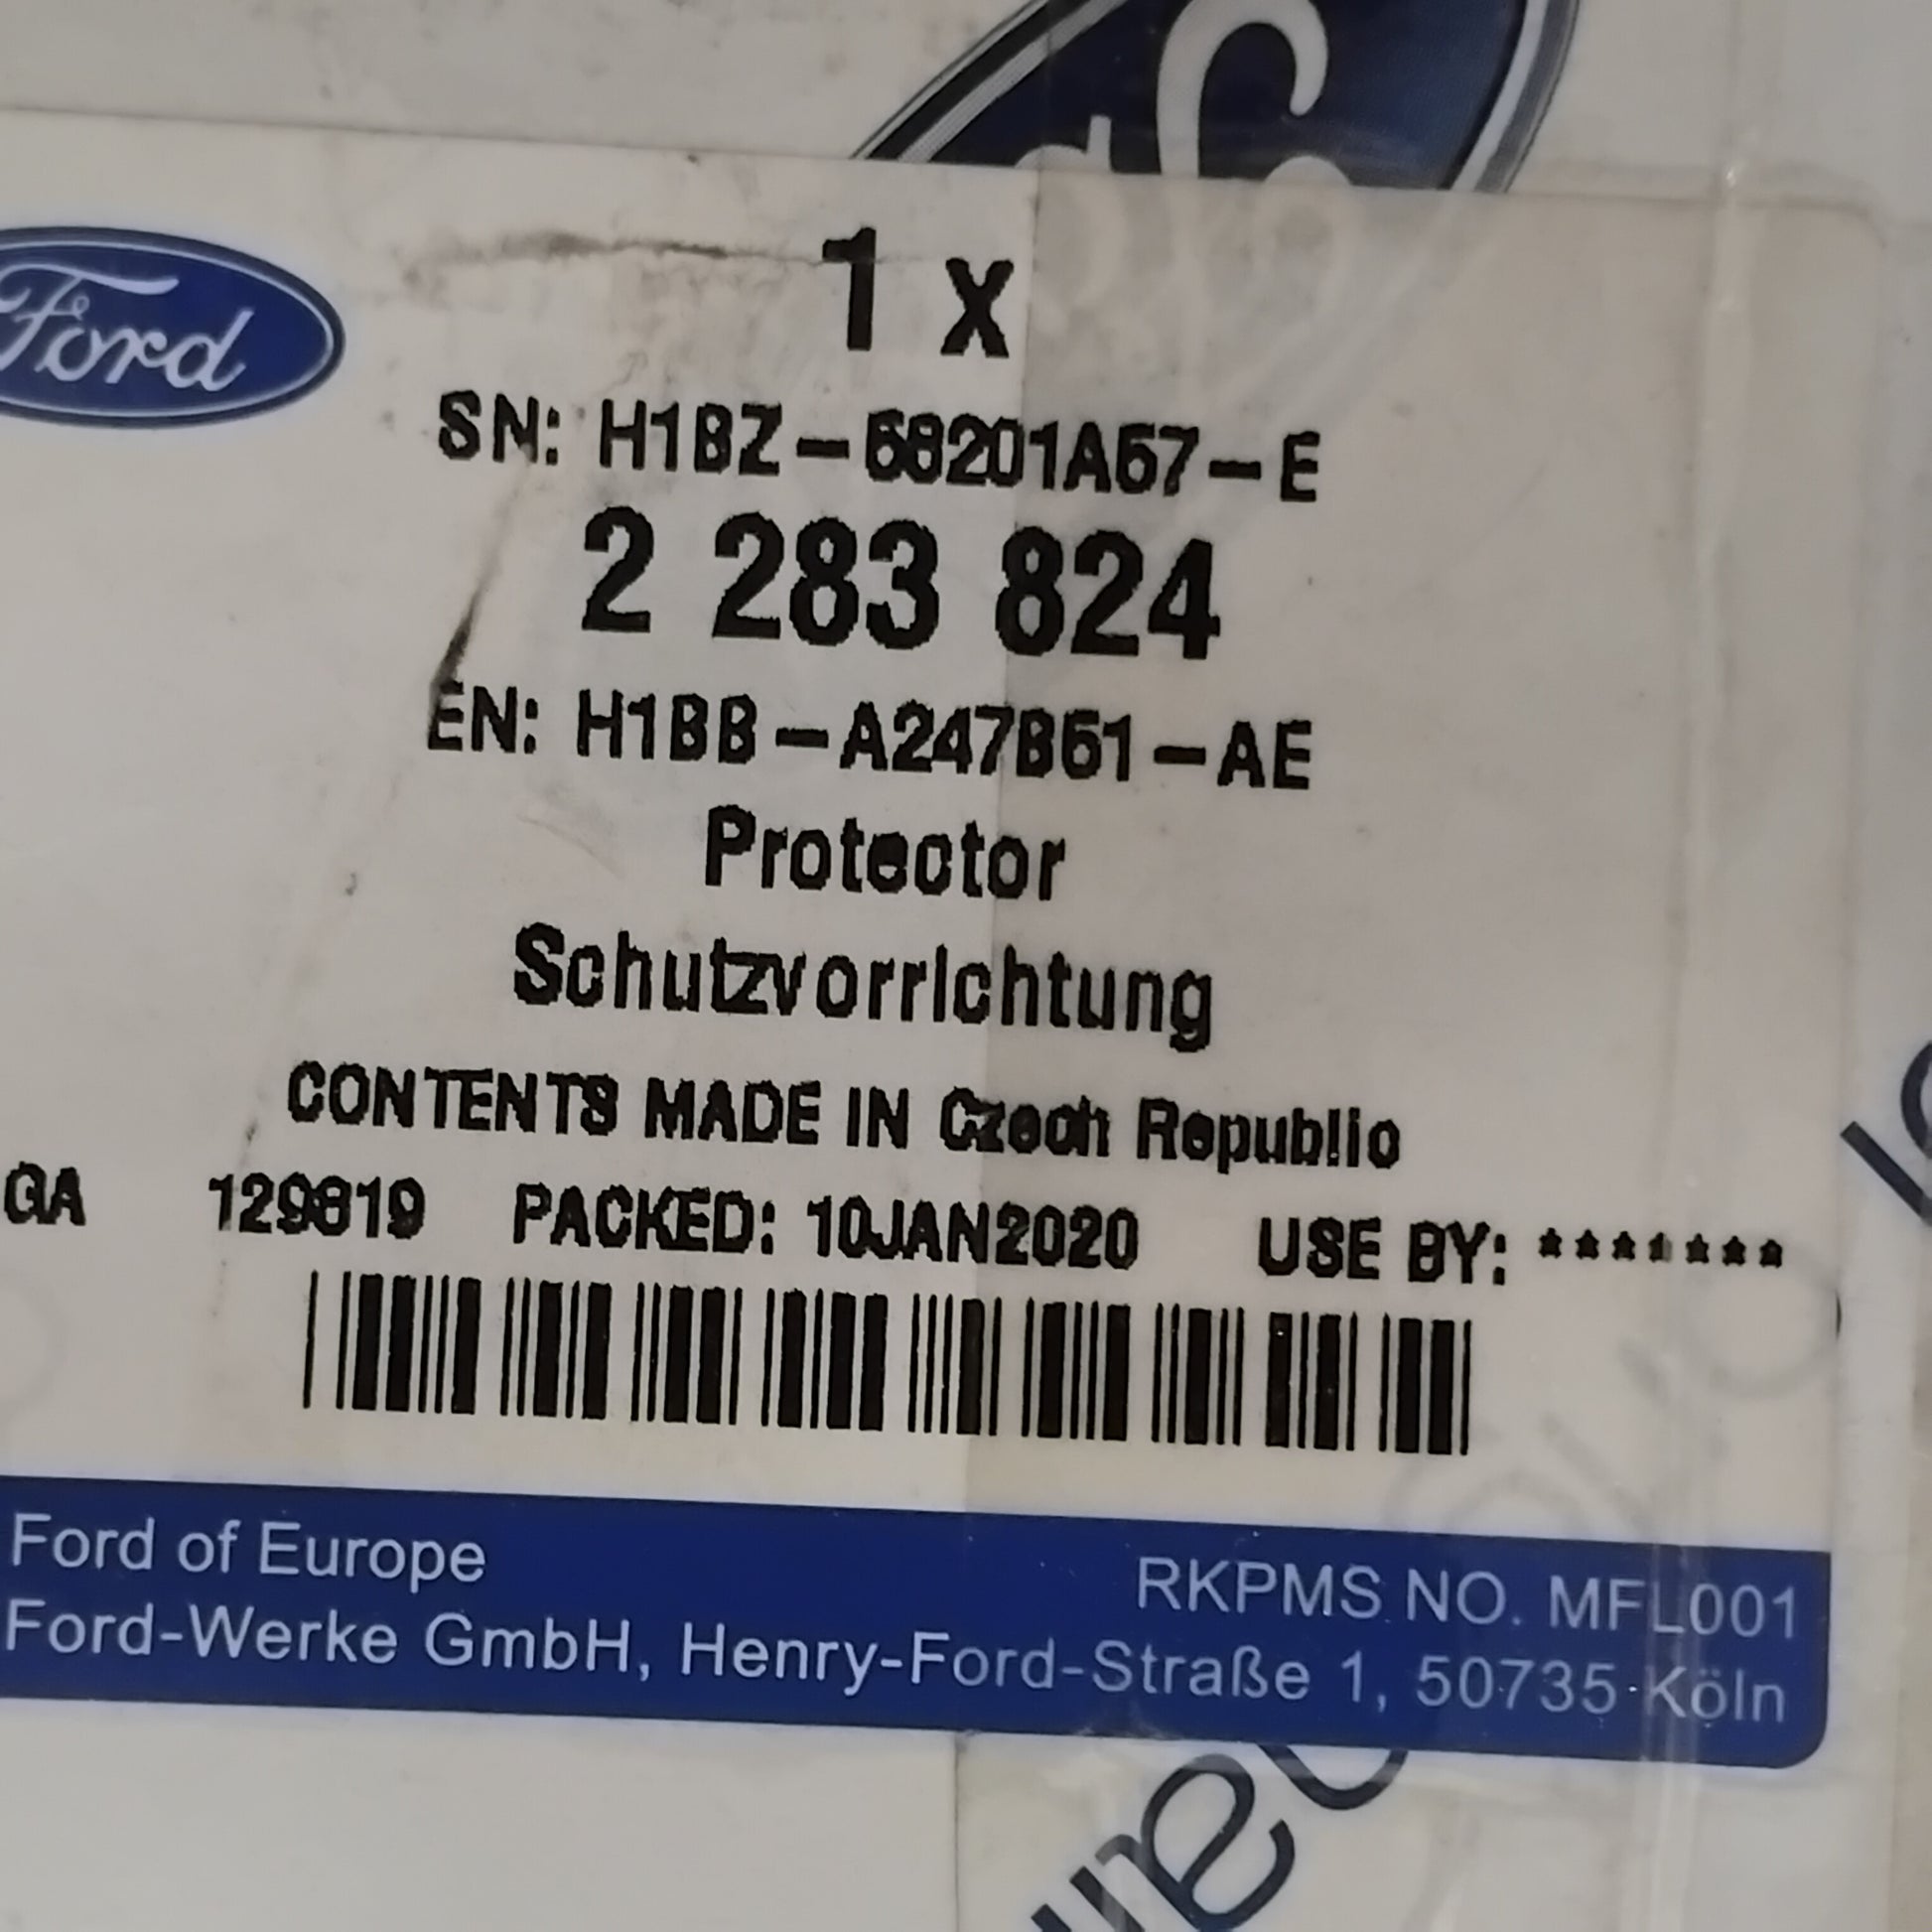 Ford
1 x
SN: H1BZ-58201A57-E
2 283 824
EN: H1BB-A247B51-AE
Protector
Schutzvorrichtung
CONTENTS MADE IN Czech Republic
GA 129819 PACKED: 10JAN2020 USE BY: *******
Ford of Europe
RKPMS NO. MFL001
Ford-Werke GmbH, Henry-Ford-Straße 1, 50735 Köln